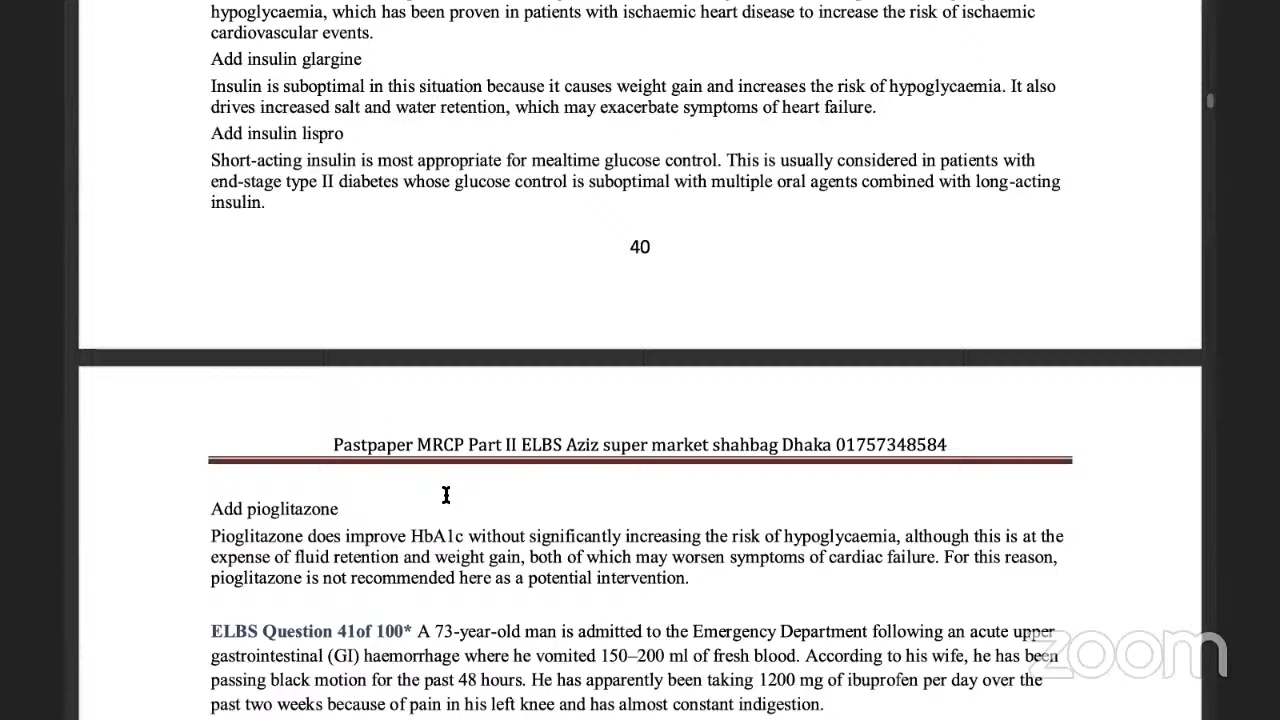 hypoglycaemia, which has been proven in patients with ischaemic heart disease to increase the risk of ischaemic
cardiovascular events.
Add insulin glargine
Insulin is suboptimal in this situation because it causes weight gain and increases the risk of hypoglycaemia. It also
drives increased salt and water retention, which may exacerbate symptoms of heart failure.
Add insulin lispro
Short-acting insulin is most appropriate for mealtime glucose control. This is usually considered in patients with
end-stage type II diabetes whose glucose control is suboptimal with multiple oral agents combined with long-acting
insulin.
40
Pastpaper MRCP Part II ELBS Aziz super market shahbag Dhaka 01757348584
Add pioglitazone
Pioglitazone does improve HbA1c without significantly increasing the risk of hypoglycaemia, although this is at the
expense of fluid retention and weight gain, both of which may worsen symptoms of cardiac failure. For this reason,
pioglitazone is not recommended here as a potential intervention.
ELBS Question 41of 100* A 73-year-old man is admitted to the Emergency Department following an acute upper
gastrointestinal (GI) haemorrhage where he vomited 150–200 ml of fresh blood. According to his wife, he has been
passing black motion for the past 48 hours. He has apparently been taking 1200 mg of ibuprofen per day over the
past two weeks because of pain in his left knee and has almost constant indigestion.
zoom